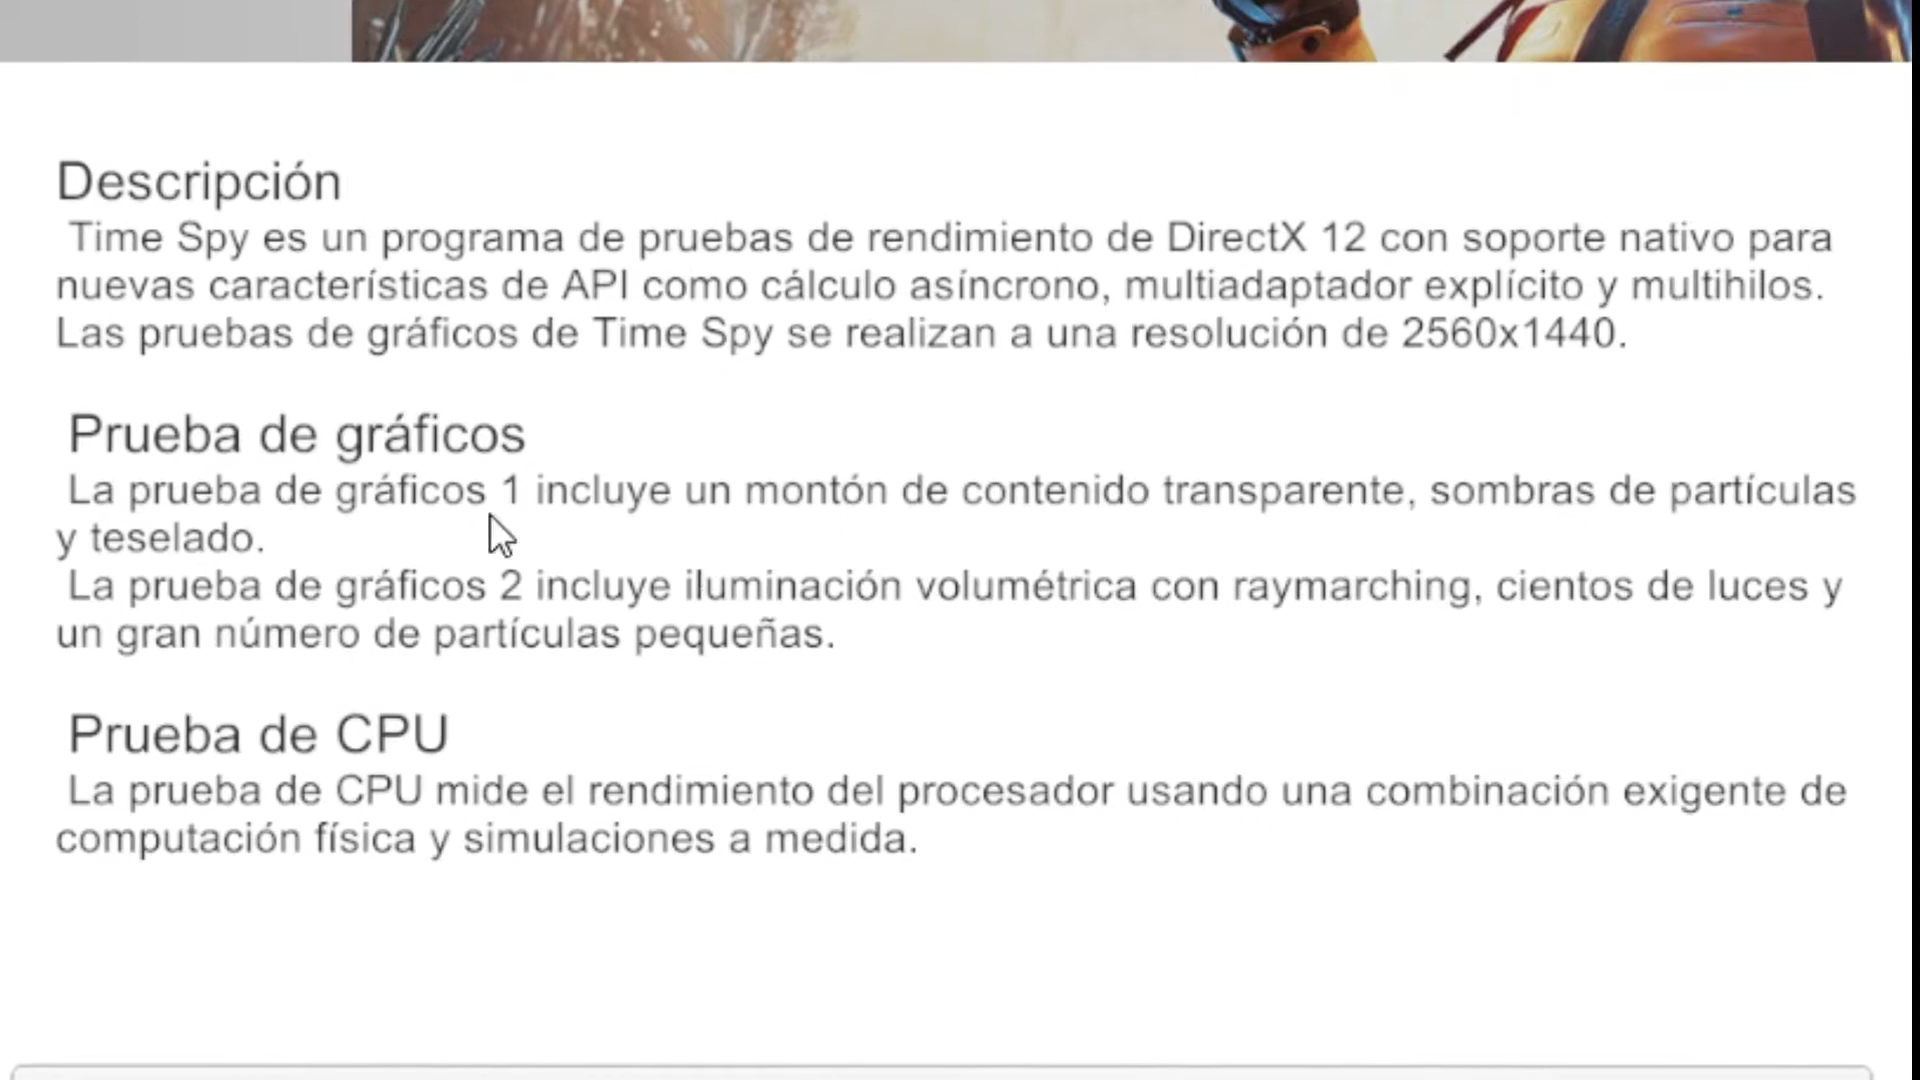 Descripción
Time Spy es un programa de pruebas de rendimiento de DirectX 12 con soporte nativo para
nuevas características de API como cálculo asíncrono, multiadaptador explícito y multihilos.
Las pruebas de gráficos de Time Spy se realizan a una resolución de 2560x1440.
Prueba de gráficos
La prueba de gráficos 1 incluye un montón de contenido transparente, sombras de partículas
y teselado.
La prueba de gráficos 2 incluye iluminación volumétrica con raymarching, cientos de luces y
un gran número de partículas pequeñas.
Prueba de CPU
La prueba de CPU mide el rendimiento del procesador usando una combinación exigente de
computación física y simulaciones a medida.